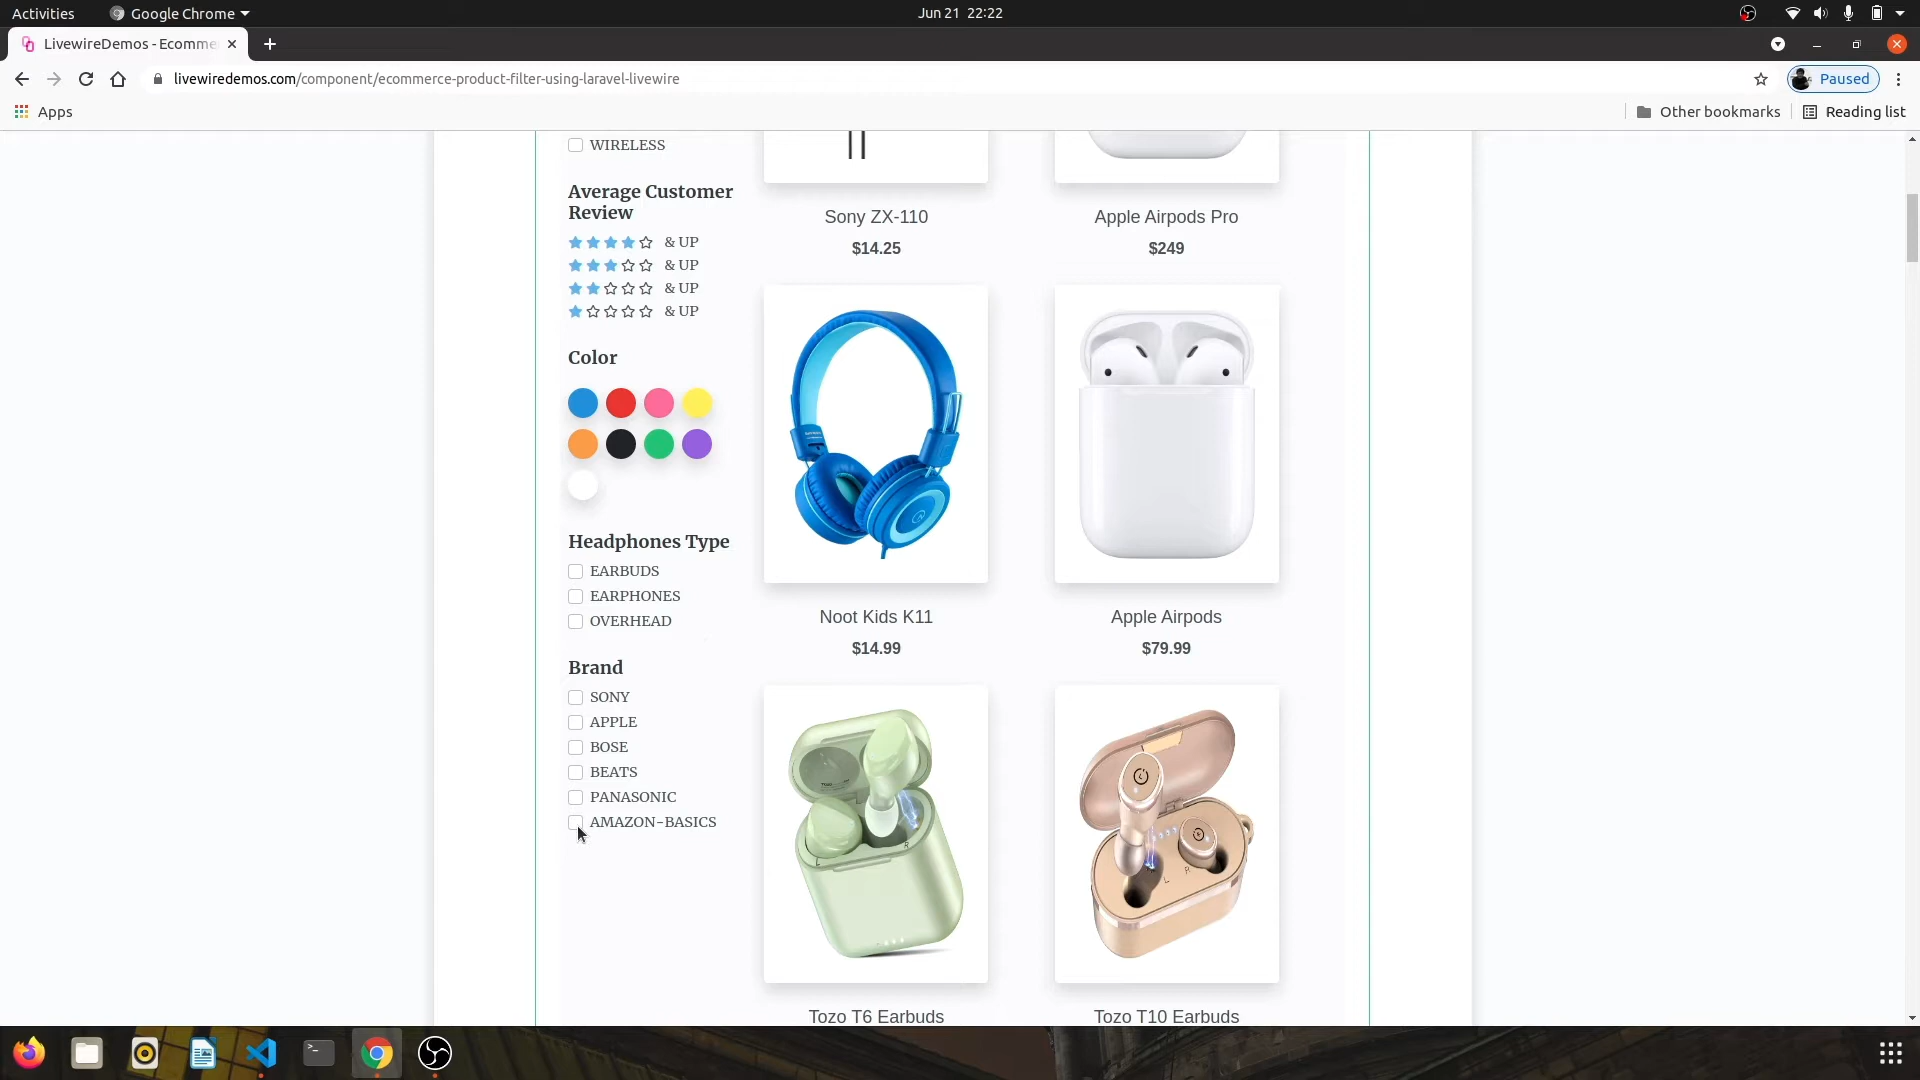 Activities
Google Chrome
Jun 21 22:22
LivewireDemos - Ecomme
livewiredemos.com/component/ecommerce-product-filter-using-laravel-livewire
Paused
Apps
Other bookmarks
Reading list
WIRELESS
Average Customer
Review
& UP
& UP
& UP
& UP
Color
Headphones Type
EARBUDS
EARPHONES
OVERHEAD
Brand
SONY
APPLE
BOSE
BEATS
PANASONIC
AMAZON-BASICS
Sony ZX-110
$14.25
Apple Airpods Pro
$249
Noot Kids K11
$14.99
Apple Airpods
$79.99
L
R
L
R
Tozo T6 Earbuds
Tozo T10 Earbuds